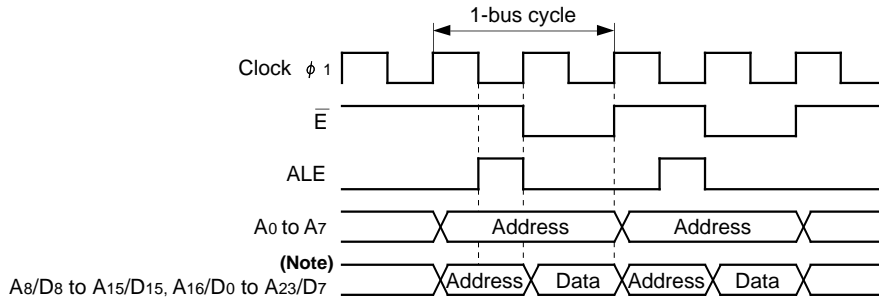 1-bus cycle
Clock ϕ 1
E̅
ALE
A0 to A7
Address
Address
(Note)
A8/D8 to A15/D15, A16/D0 to A23/D7
Address
Data
Address
Data